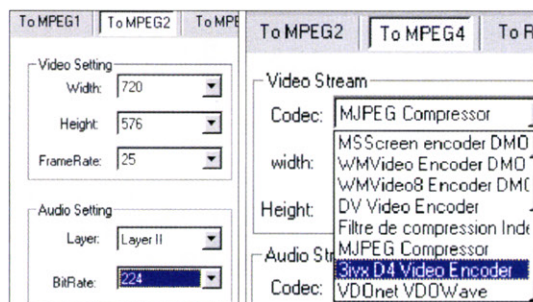 To MPEG1 To MPEG2 To MPE
Video Setting
Width: 720
Height: 576
FrameRate: 25
Audio Setting
Layer: Layer II
BitRate: 224
To MPEG2 To MPEG4 To R
Video Stream
Codec: MJPEG Compressor
MSScreen encoder DMO
width: WMVideo Encoder DMO
WMVideo8 Encoder DM
Height: DV Video Encoder
Filtre de compression Inde
MJPEG Compressor
Audio Str
3ivx D4 Video Encoder
Codec: VDOnet VDOWave